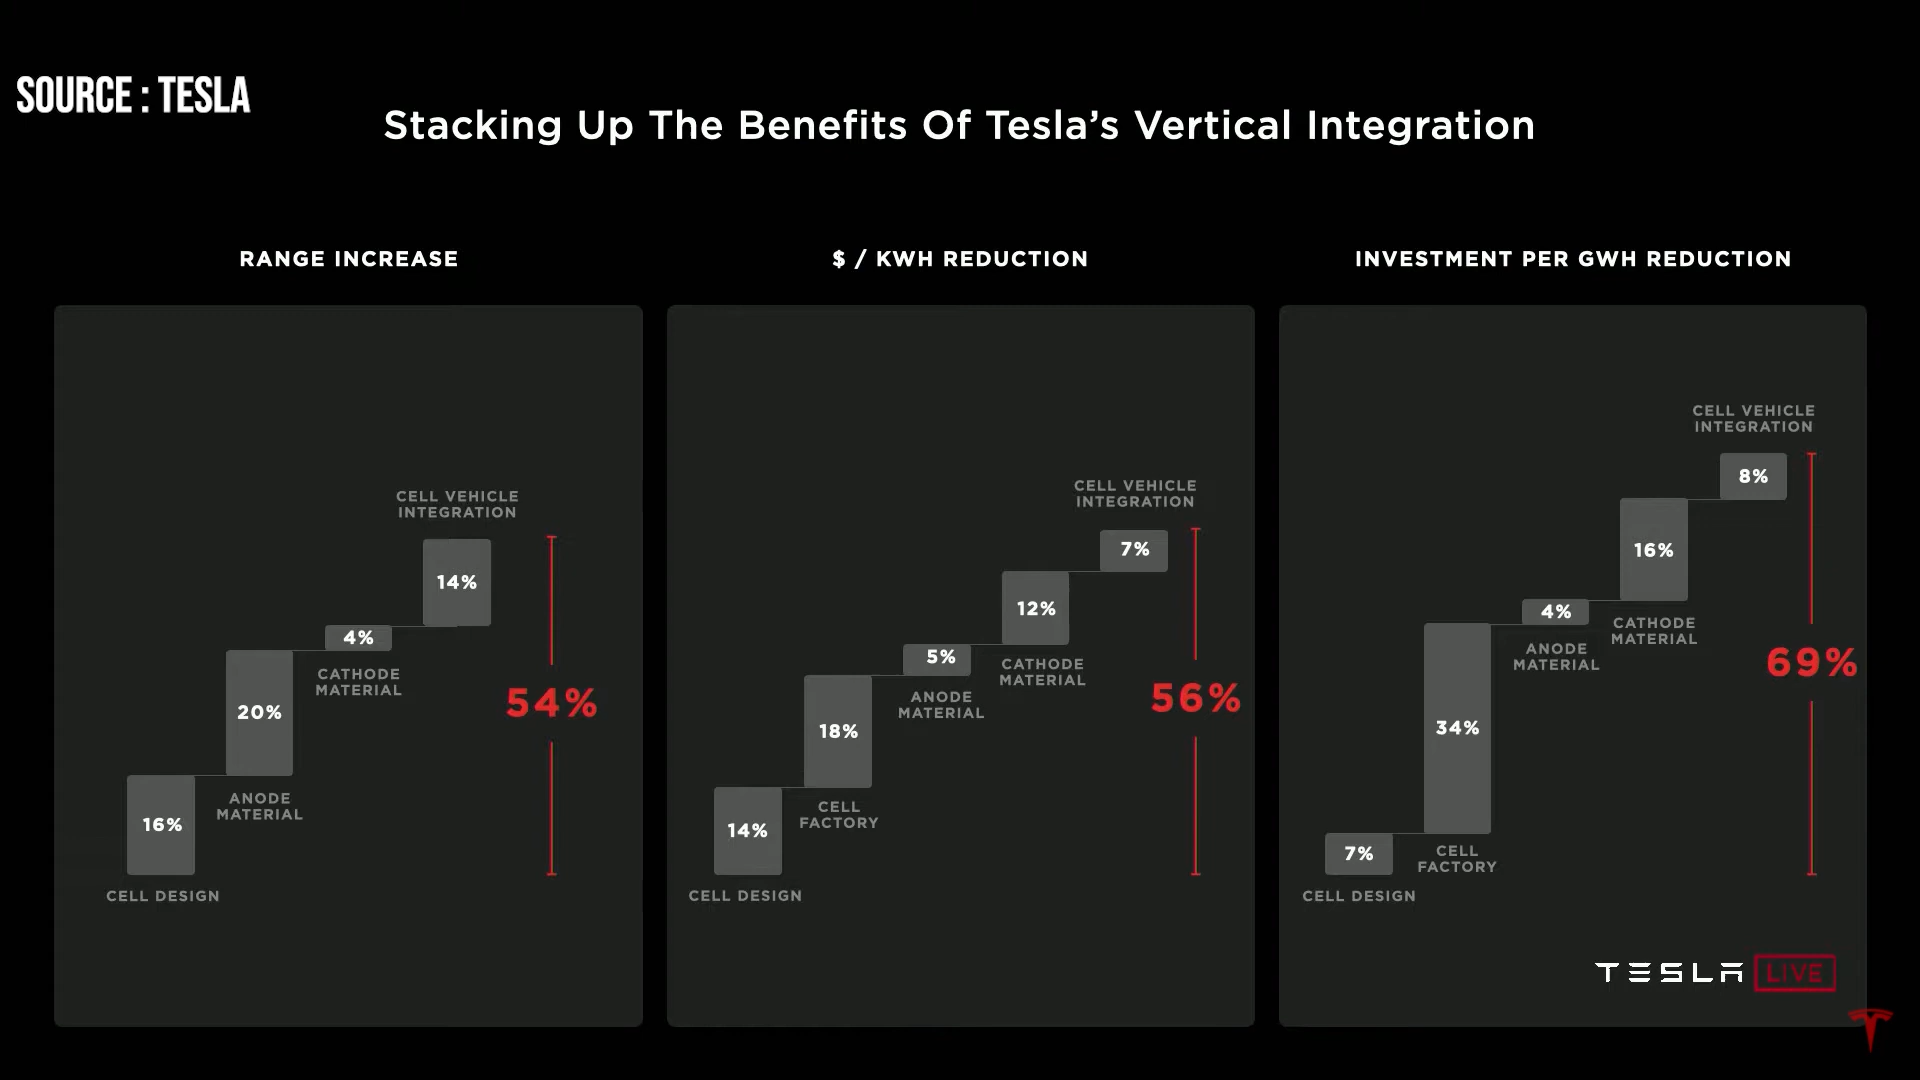 SOURCE : TESLA
Stacking Up The Benefits Of Tesla’s Vertical Integration
RANGE INCREASE
CELL VEHICLE
INTEGRATION
14%
4%
CATHODE
MATERIAL
20%
ANODE
MATERIAL
16%
CELL DESIGN
54%
$ / KWH REDUCTION
CELL VEHICLE
INTEGRATION
7%
12%
CATHODE
MATERIAL
5%
ANODE
MATERIAL
18%
CELL
FACTORY
14%
CELL DESIGN
56%
INVESTMENT PER GWH REDUCTION
CELL VEHICLE
INTEGRATION
8%
16%
CATHODE
MATERIAL
4%
ANODE
MATERIAL
34%
CELL
FACTORY
7%
CELL DESIGN
69%
TESLA LIVE